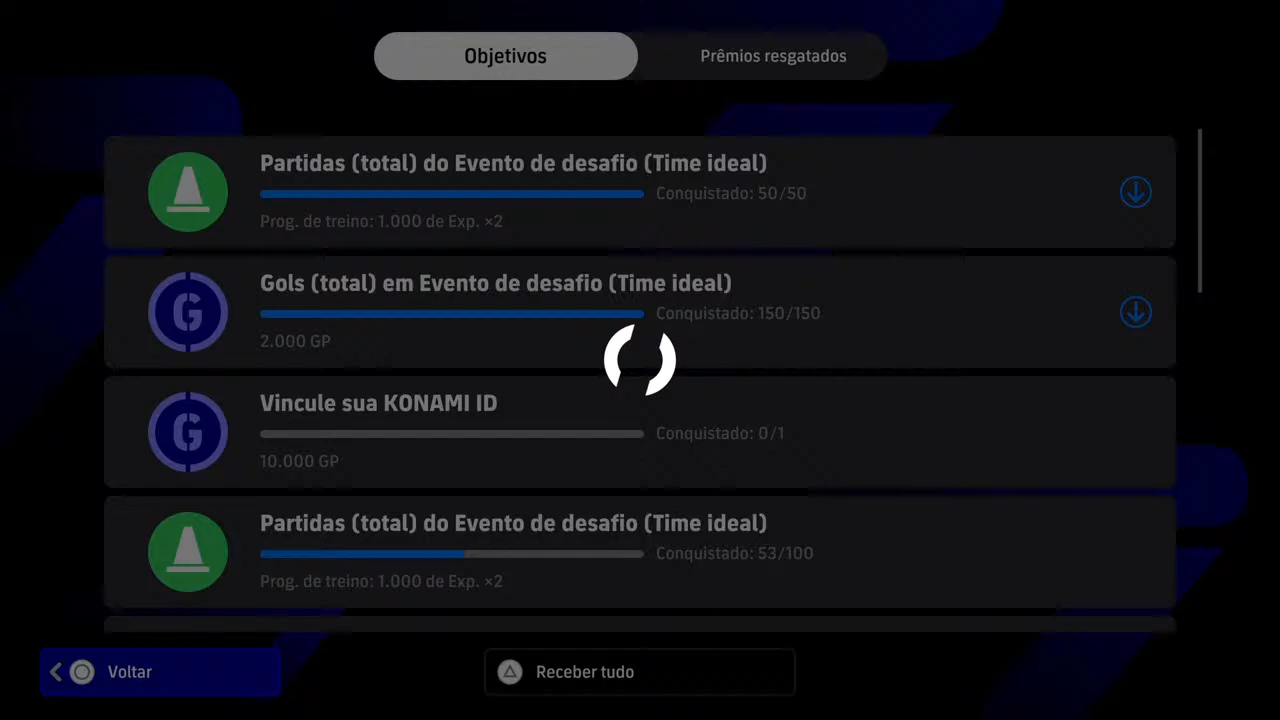 Objetivos
Prêmios resgatados
Partidas (total) do Evento de desafio (Time ideal)
Conquistado: 50/50
Prog. de treino: 1.000 de Exp. ×2
Gols (total) em Evento de desafio (Time ideal)
Conquistado: 150/150
2.000 GP
Vincule sua KONAMI ID
Conquistado: 0/1
10.000 GP
Partidas (total) do Evento de desafio (Time ideal)
Conquistado: 53/100
Prog. de treino: 1.000 de Exp. ×2
Voltar
Receber tudo